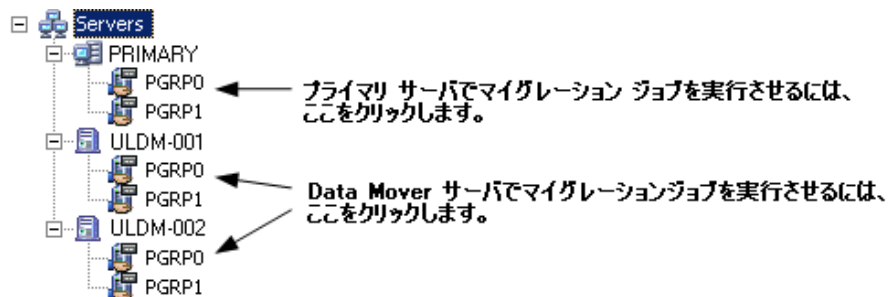 Servers
PRIMARY
PGRP0
PGRP1
プライマリ サーバでマイグレーション ジョブを実行させるには、
ここをクリックします。
ULDM-001
PGRP0
PGRP1
Data Mover サーバでマイグレーションジョブを実行させるには、
ここをクリックします。
ULDM-002
PGRP0
PGRP1